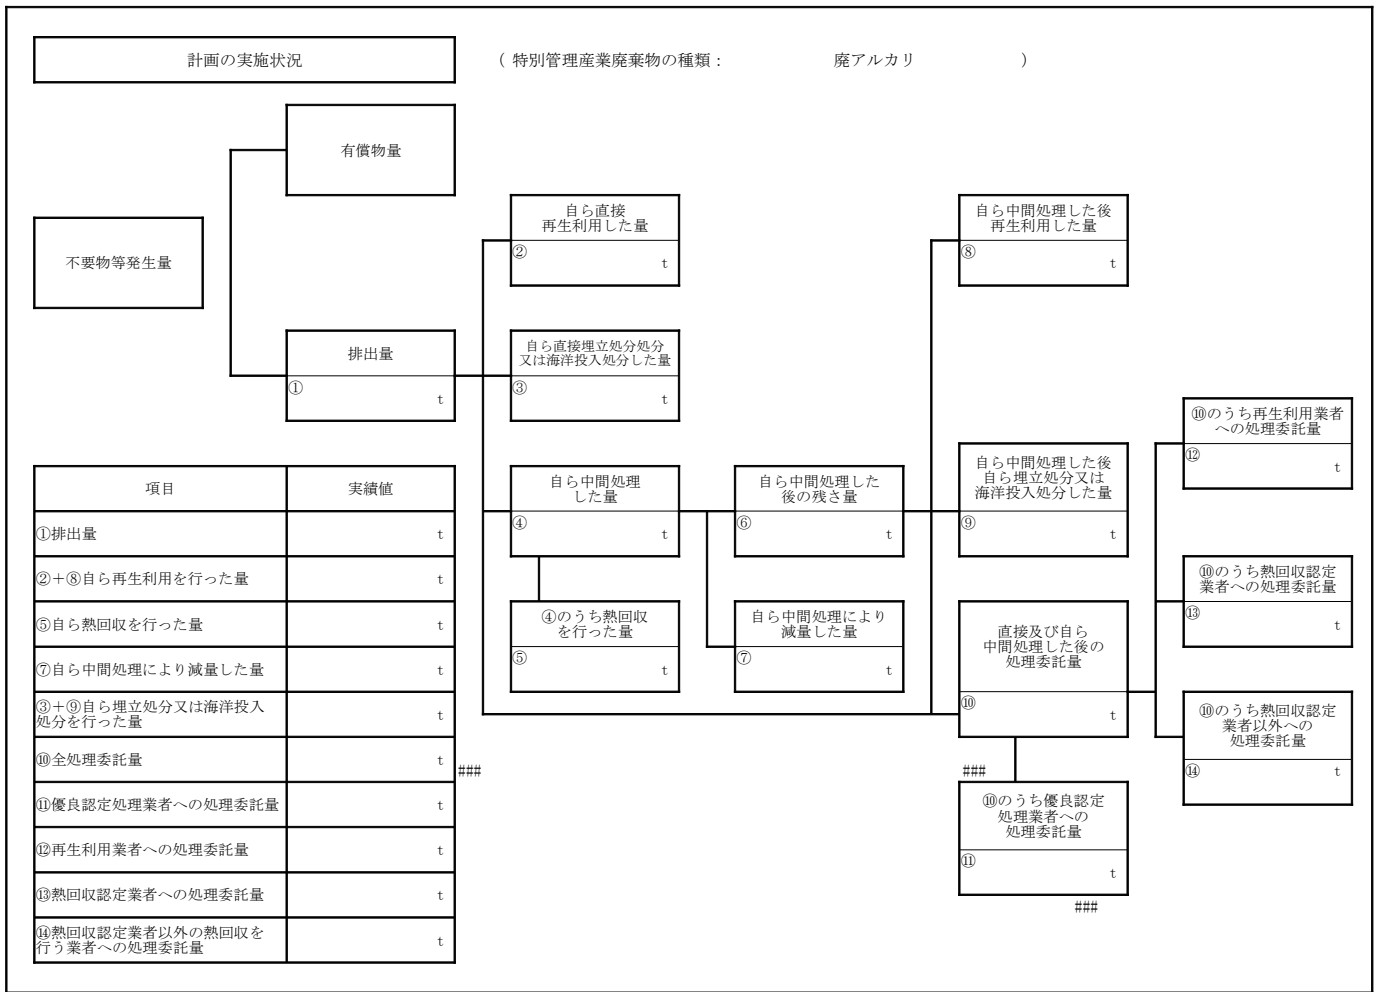 計画の実施状況
（ 特別管理産業廃棄物の種類： 廃アルカリ ）
有償物量
不要物等発生量
自ら直接
再生利用した量
②
t
自ら中間処理した後
再生利用した量
⑧
t
排出量
①
t
自ら直接埋立処分処分
又は海洋投入処分した量
③
t
⑩のうち再生利用業者
への処理委託量
⑫
t
自ら中間処理
した量
④
t
自ら中間処理した
後の残さ量
⑥
t
自ら中間処理した後
自ら埋立処分又は
海洋投入処分した量
⑨
t
④のうち熱回収
を行った量
⑤
t
自ら中間処理により
減量した量
⑦
t
直接及び自ら
中間処理した後の
処理委託量
⑩
t
⑩のうち熱回収認定
業者への処理委託量
⑬
t
⑩のうち熱回収認定
業者以外への
処理委託量
⑭
t
###
⑩のうち優良認定
処理業者への
処理委託量
⑪
t
###
項目 実績値
①排出量 t
②＋⑧自ら再生利用を行った量 t
⑤自ら熱回収を行った量 t
⑦自ら中間処理により減量した量 t
③＋⑨自ら埋立処分又は海洋投入
処分を行った量 t
⑩全処理委託量 t
###
⑪優良認定処理業者への処理委託量 t
⑫再生利用業者への処理委託量 t
⑬熱回収認定業者への処理委託量 t
⑭熱回収認定業者以外の熱回収を
行う業者への処理委託量 t